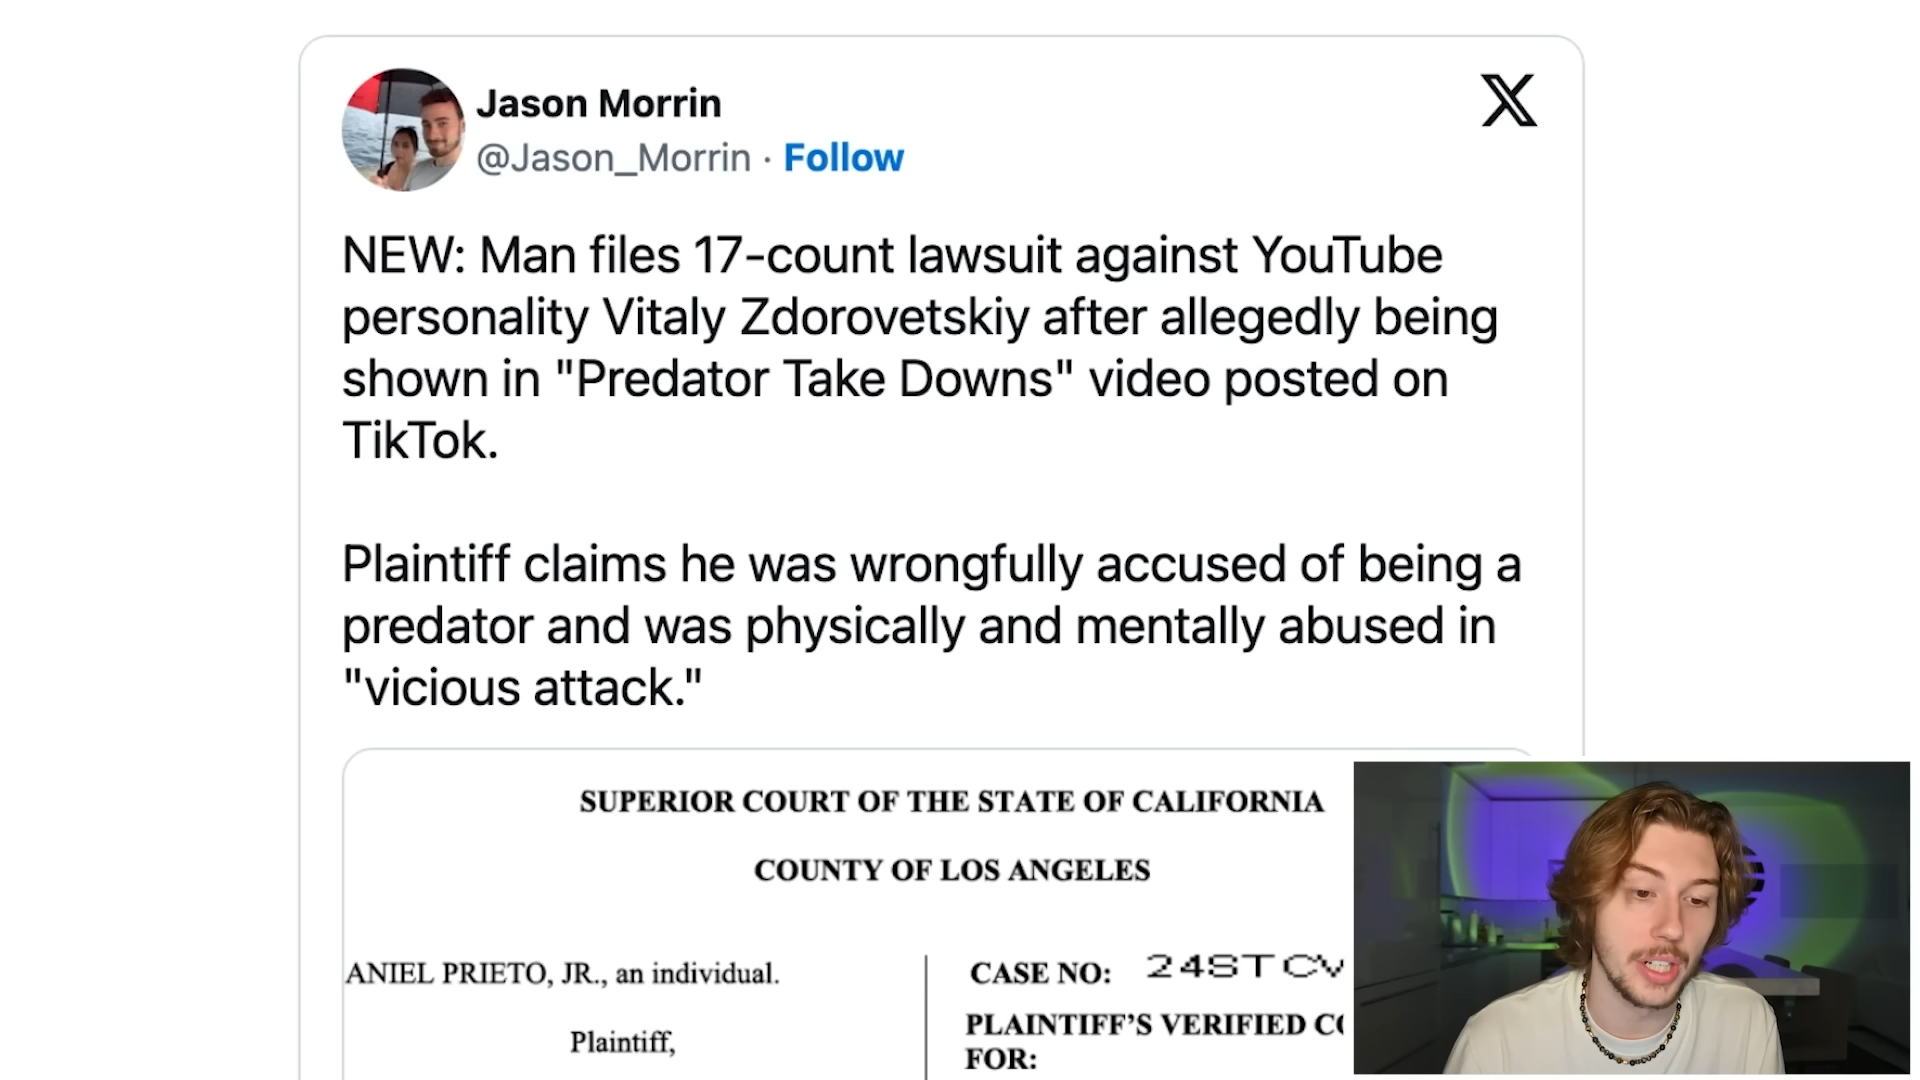 Jason Morrin
@Jason_Morrin · Follow
NEW: Man files 17-count lawsuit against YouTube
personality Vitaly Zdorovetskiy after allegedly being
shown in "Predator Take Downs" video posted on
TikTok.
Plaintiff claims he was wrongfully accused of being a
predator and was physically and mentally abused in
"vicious attack."
SUPERIOR COURT OF THE STATE OF CALIFORNIA
COUNTY OF LOS ANGELES
ANIEL PRIETO, JR., an individual.
Plaintiff,
CASE NO: 24STCV
PLAINTIFF’S VERIFIED
FOR: